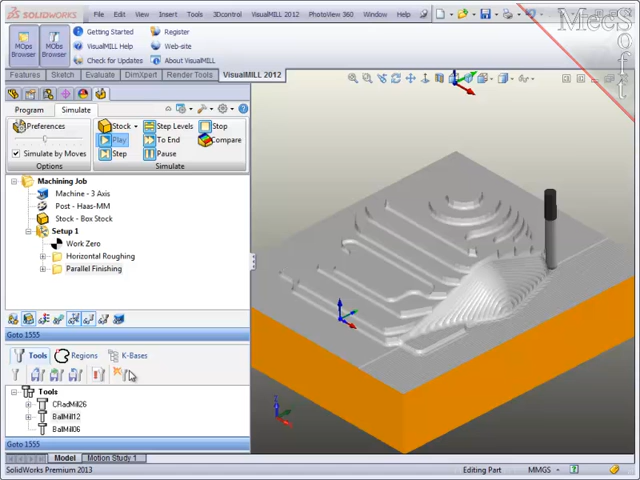 SOLIDWORKS File Edit View Insert Tools 3Dcontrol VisualMILL 2012 PhotoView 360 Window Help
MOps Browser MObs Browser Getting Started Register
VisualMILL Help Web-site
Check for Updates About VisualMILL
Features Sketch Evaluate DimXpert Render Tools VisualMILL 2012
Program Simulate
Preferences Stock Step Levels Stop
Play To End Compare
Simulate by Moves Step Pause
Options Simulate
Machining Job
Machine - 3 Axis
Post - Haas-MM
Stock - Box Stock
Setup 1
Work Zero
Horizontal Roughing
Parallel Finishing
Goto 1555
Tools Regions K-Bases
Tools
CRadMill26
BallMill12
BallMill06
Goto 1555
Model Motion Study 1
SolidWorks Premium 2013 Editing Part MMGS
MecSoft